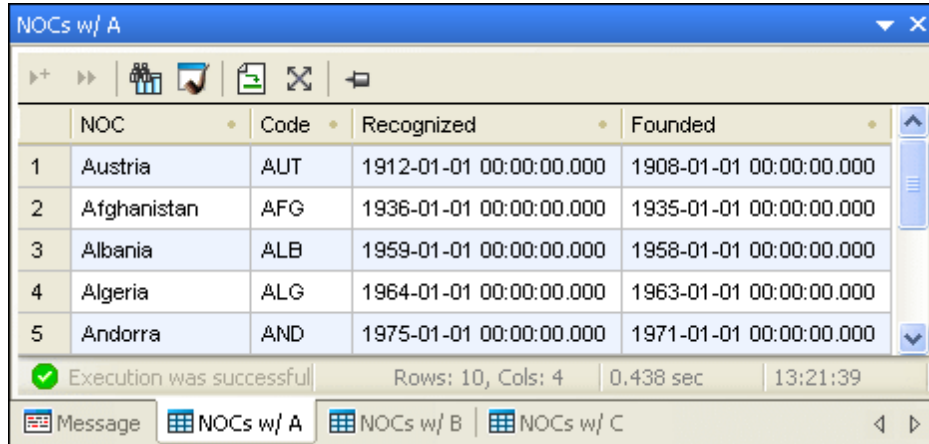 NOCs w/ A
NOC Code Recognized Founded
1 Austria AUT 1912-01-01 00:00:00.000 1908-01-01 00:00:00.000
2 Afghanistan AFG 1936-01-01 00:00:00.000 1935-01-01 00:00:00.000
3 Albania ALB 1959-01-01 00:00:00.000 1958-01-01 00:00:00.000
4 Algeria ALG 1964-01-01 00:00:00.000 1963-01-01 00:00:00.000
5 Andorra AND 1975-01-01 00:00:00.000 1971-01-01 00:00:00.000
Execution was successful Rows: 10, Cols: 4 0.438 sec 13:21:39
Message NOCs w/ A NOCs w/ B NOCs w/ C